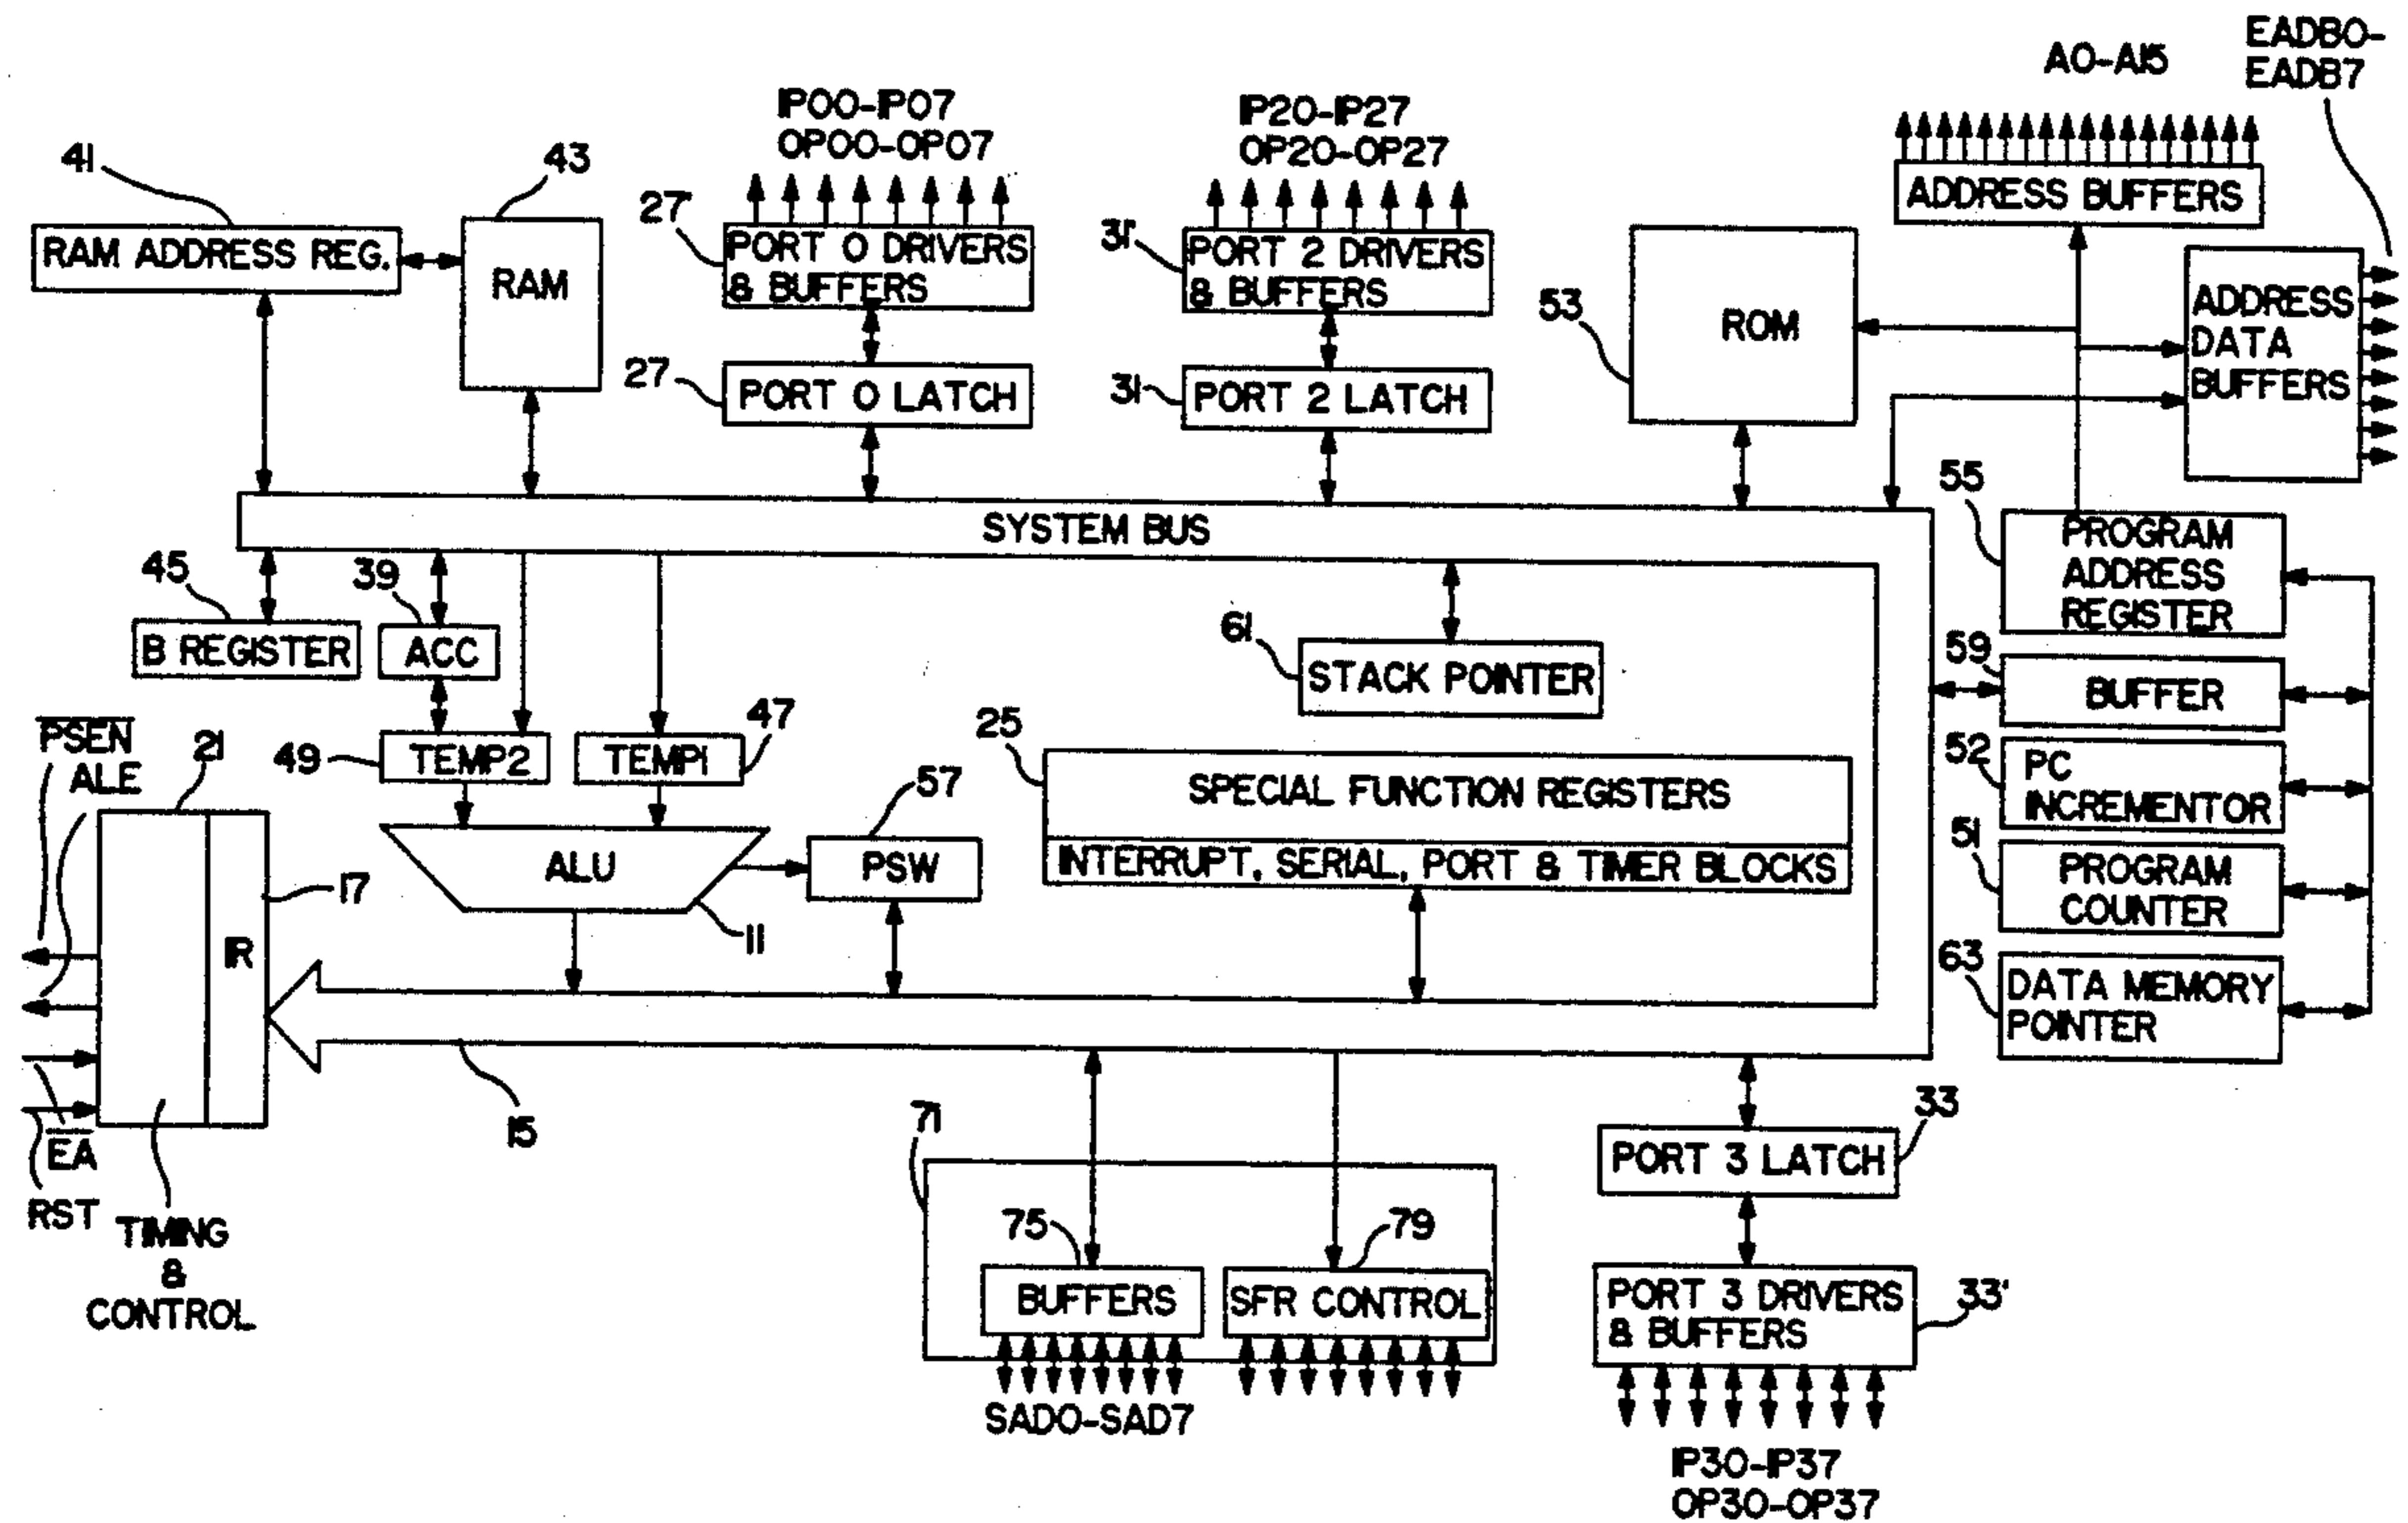 EADB0-
EADB7
A0-A15
IP00-IP07
OP00-OP07
IP20-IP27
OP20-OP27
41
43
27'
31'
53
ADDRESS BUFFERS
RAM ADDRESS REG.
RAM
PORT 0 DRIVERS
& BUFFERS
PORT 2 DRIVERS
& BUFFERS
ROM
ADDRESS
DATA
BUFFERS
27
PORT 0 LATCH
31
PORT 2 LATCH
SYSTEM BUS
55
PROGRAM
ADDRESS
REGISTER
45
39
B REGISTER
ACC
61
STACK POINTER
59
BUFFER
PSEN
ALE
21
49
TEMP2
TEMP1
47
25
SPECIAL FUNCTION REGISTERS
INTERRUPT, SERIAL, PORT & TIMER BLOCKS
52
PC
INCREMENTOR
57
ALU
PSW
11
51
PROGRAM
COUNTER
17
IR
63
DATA MEMORY
POINTER
15
EA
RST
TIMING
&
CONTROL
71
33
PORT 3 LATCH
75
79
BUFFERS
SFR CONTROL
PORT 3 DRIVERS
& BUFFERS
33'
SAD0-SAD7
IP30-IP37
OP30-OP37